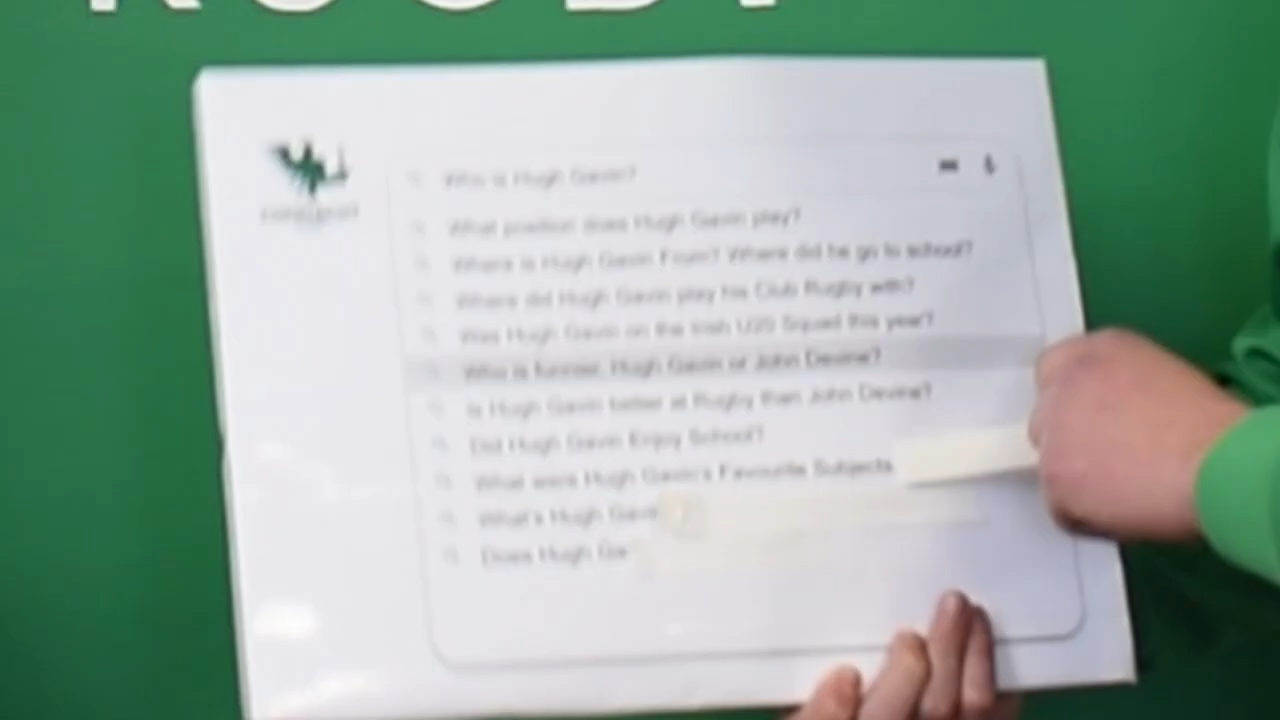 RUGBY
Who is Hugh Gavin?
What position does Hugh Gavin play?
Where is Hugh Gavin From? Where did he go to school?
Where did Hugh Gavin play his Club Rugby with?
Was Hugh Gavin on the Irish U20 Squad this year?
Who is funnier, Hugh Gavin or John Devine?
Is Hugh Gavin better at Rugby than John Devine?
Did Hugh Gavin Enjoy School?
What were Hugh Gavin's Favourite Subjects
What's Hugh Gavi
Does Hugh Ga